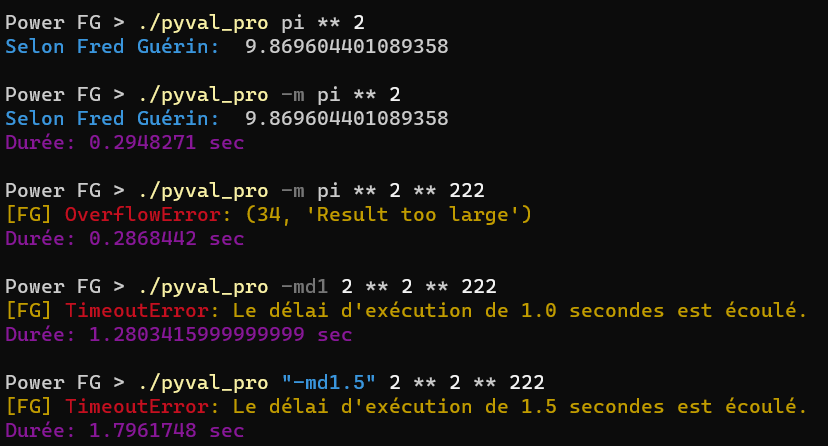 Power FG > ./pyval_pro pi ** 2
Selon Fred Guérin:  9.869604401089358
Power FG > ./pyval_pro -m pi ** 2
Selon Fred Guérin:  9.869604401089358
Durée: 0.2948271 sec
Power FG > ./pyval_pro -m pi ** 2 ** 222
[FG] OverflowError: (34, 'Result too large')
Durée: 0.2868442 sec
Power FG > ./pyval_pro -md1 2 ** 2 ** 222
[FG] TimeoutError: Le délai d'exécution de 1.0 secondes est écoulé.
Durée: 1.2803415999999999 sec
Power FG > ./pyval_pro "-md1.5" 2 ** 2 ** 222
[FG] TimeoutError: Le délai d'exécution de 1.5 secondes est écoulé.
Durée: 1.7961748 sec